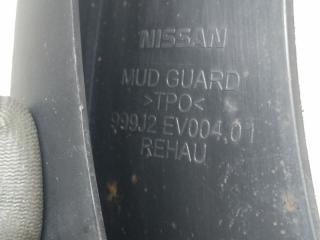 NISSAN
MUD GUARD
>TPO<
999J2 EV004.01
REHAU